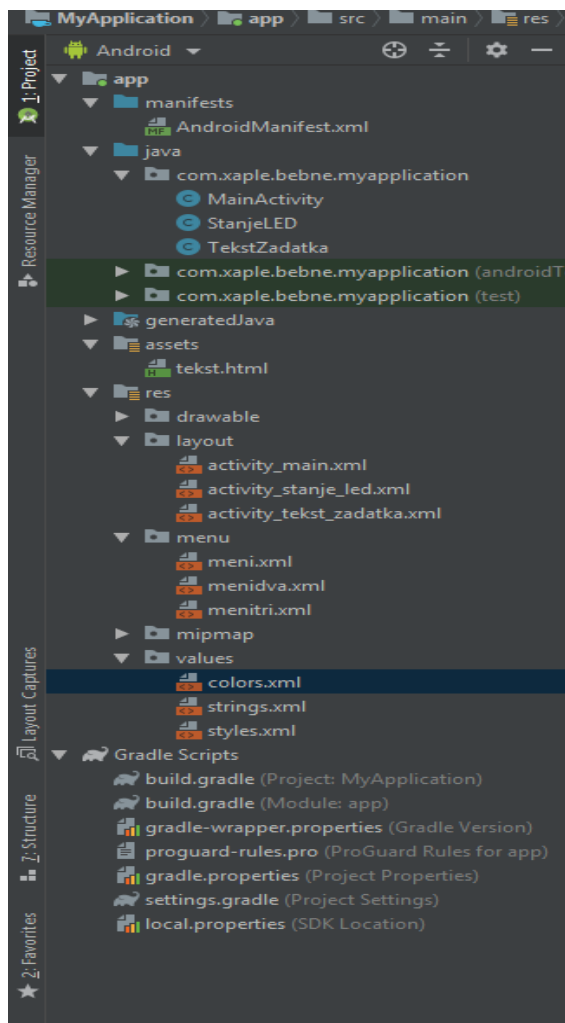 MyApplication app src main res
Android
app
manifests
AndroidManifest.xml
java
com.xaple.bebne.myapplication
MainActivity
StanjeLED
TekstZadatka
com.xaple.bebne.myapplication (androidT
com.xaple.bebne.myapplication (test)
generatedJava
assets
tekst.html
res
drawable
layout
activity_main.xml
activity_stanje_led.xml
activity_tekst_zadatka.xml
menu
meni.xml
menidva.xml
menitri.xml
mipmap
values
colors.xml
strings.xml
styles.xml
Gradle Scripts
build.gradle (Project: MyApplication)
build.gradle (Module: app)
gradle-wrapper.properties (Gradle Version)
proguard-rules.pro (ProGuard Rules for app)
gradle.properties (Project Properties)
settings.gradle (Project Settings)
local.properties (SDK Location)
1: Project
Resource Manager
Layout Captures
7: Structure
2: Favorites